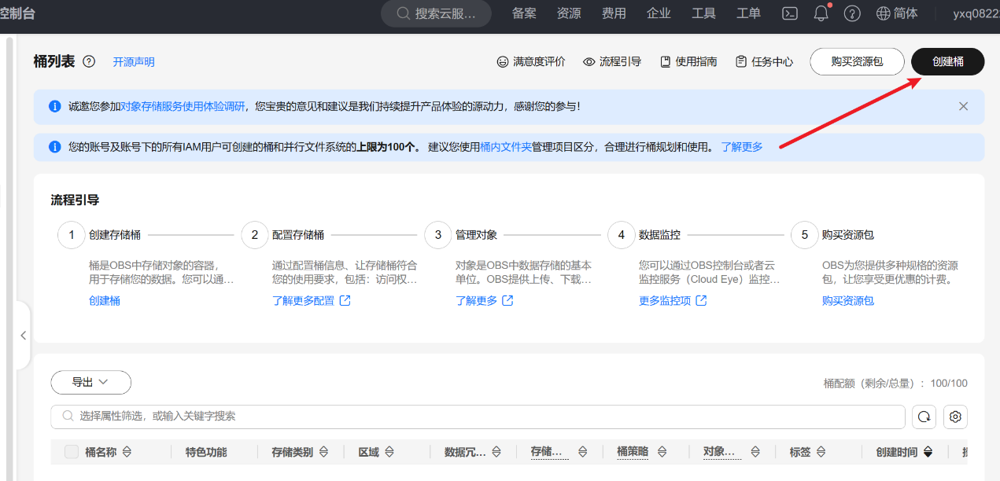 控制台 搜索云服... 备案 资源 费用 企业 工具 工单 简体 yxq0822
桶列表 开源声明 满意度评价 流程引导 使用指南 任务中心 购买资源包 创建桶
诚邀您参加对象存储服务使用体验调研，您宝贵的意见和建议是我们持续提升产品体验的源动力，感谢您的参与！
您的账号及账号下的所有IAM用户可创建的桶和并行文件系统的上限为100个。 建议您使用桶内文件夹管理项目区分，合理进行桶规划和使用。 了解更多
流程引导
1 创建存储桶
桶是OBS中存储对象的容器，
用于存储您的数据。您可以通...
创建桶
2 配置存储桶
通过配置桶信息、让存储桶符合
您的使用要求，包括：访问权...
了解更多配置
3 管理对象
对象是OBS中数据存储的基本
单位。OBS提供上传、下载...
了解更多
4 数据监控
您可以通过OBS控制台或者云
监控服务（Cloud Eye）监控...
更多监控项
5 购买资源包
OBS为您提供多种规格的资源
包，让您享受更优惠的计费。
购买资源包
导出 桶配额（剩余/总量）：100/100
选择属性筛选，或输入关键字搜索
桶名称 特色功能 存储类别 区域 数据冗... 存储... 桶策略 对象... 标签 创建时间